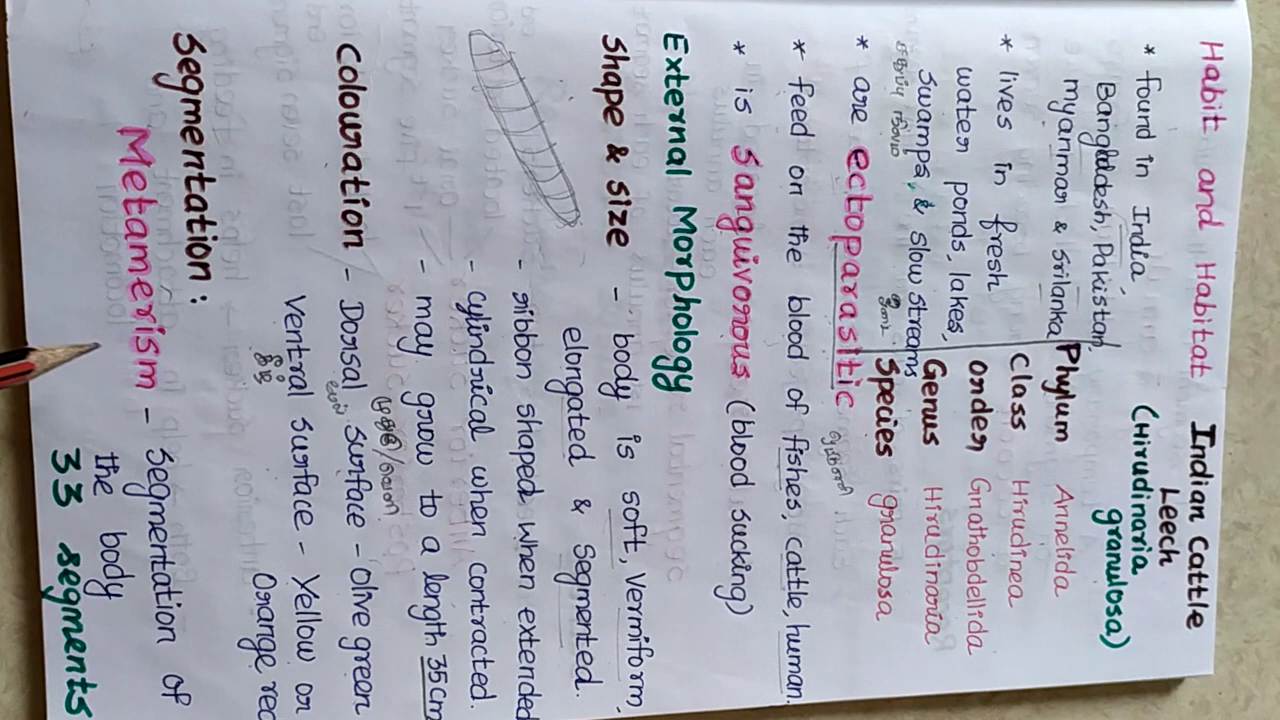 Habit and Habitat
Indian Cattle
Leech
(Hirudinaria
granulosa)
* found in India,
Bangladesh, Pakistan,
myanmar & Srilanka
* lives in fresh
water ponds, lakes,
swamps, & slow streams
சதுப்பு நிலம்
ஓடை
Phylum Annelida
Class Hirudinea
Order Gnathobdellida
Genus Hirudinaria
Species granulosa
* are ectoparasitic
* feed on the blood of fishes, cattle, human.
* is Sanguivorous (blood sucking)
External Morphology
Shape & size - body is soft, vermiform,
elongated & segmented.
- ribbon shaped when extended
- cylindrical when contracted.
- may grow to a length 35cm
Colouration - Dorsal surface - olive green
Ventral surface - Yellow or
Orange red
Segmentation :
Metamerism - Segmentation of
the body
33 segments